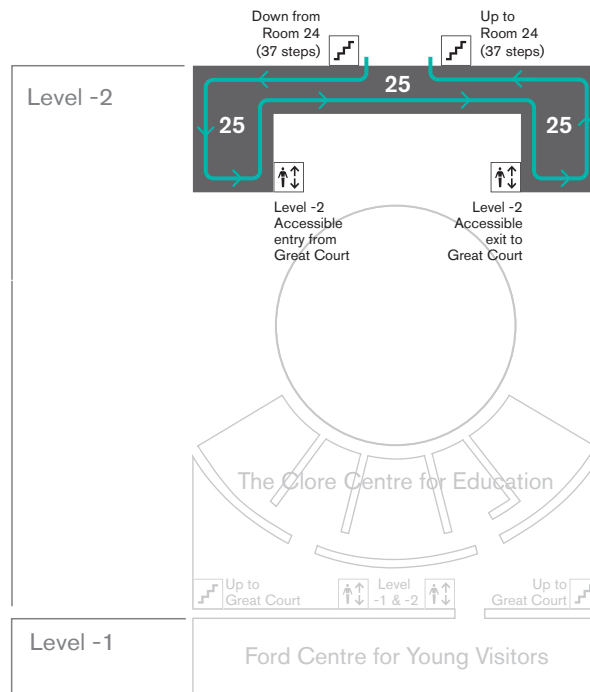 Down from
Room 24
(37 steps)
Up to
Room 24
(37 steps)
Level -2
25
25
25
Level -2
Accessible
entry from
Great Court
Level -2
Accessible
exit to
Great Court
The Clore Centre for Education
Up to
Great Court
Level
-1 & -2
Up to
Great Court
Level -1
Ford Centre for Young Visitors